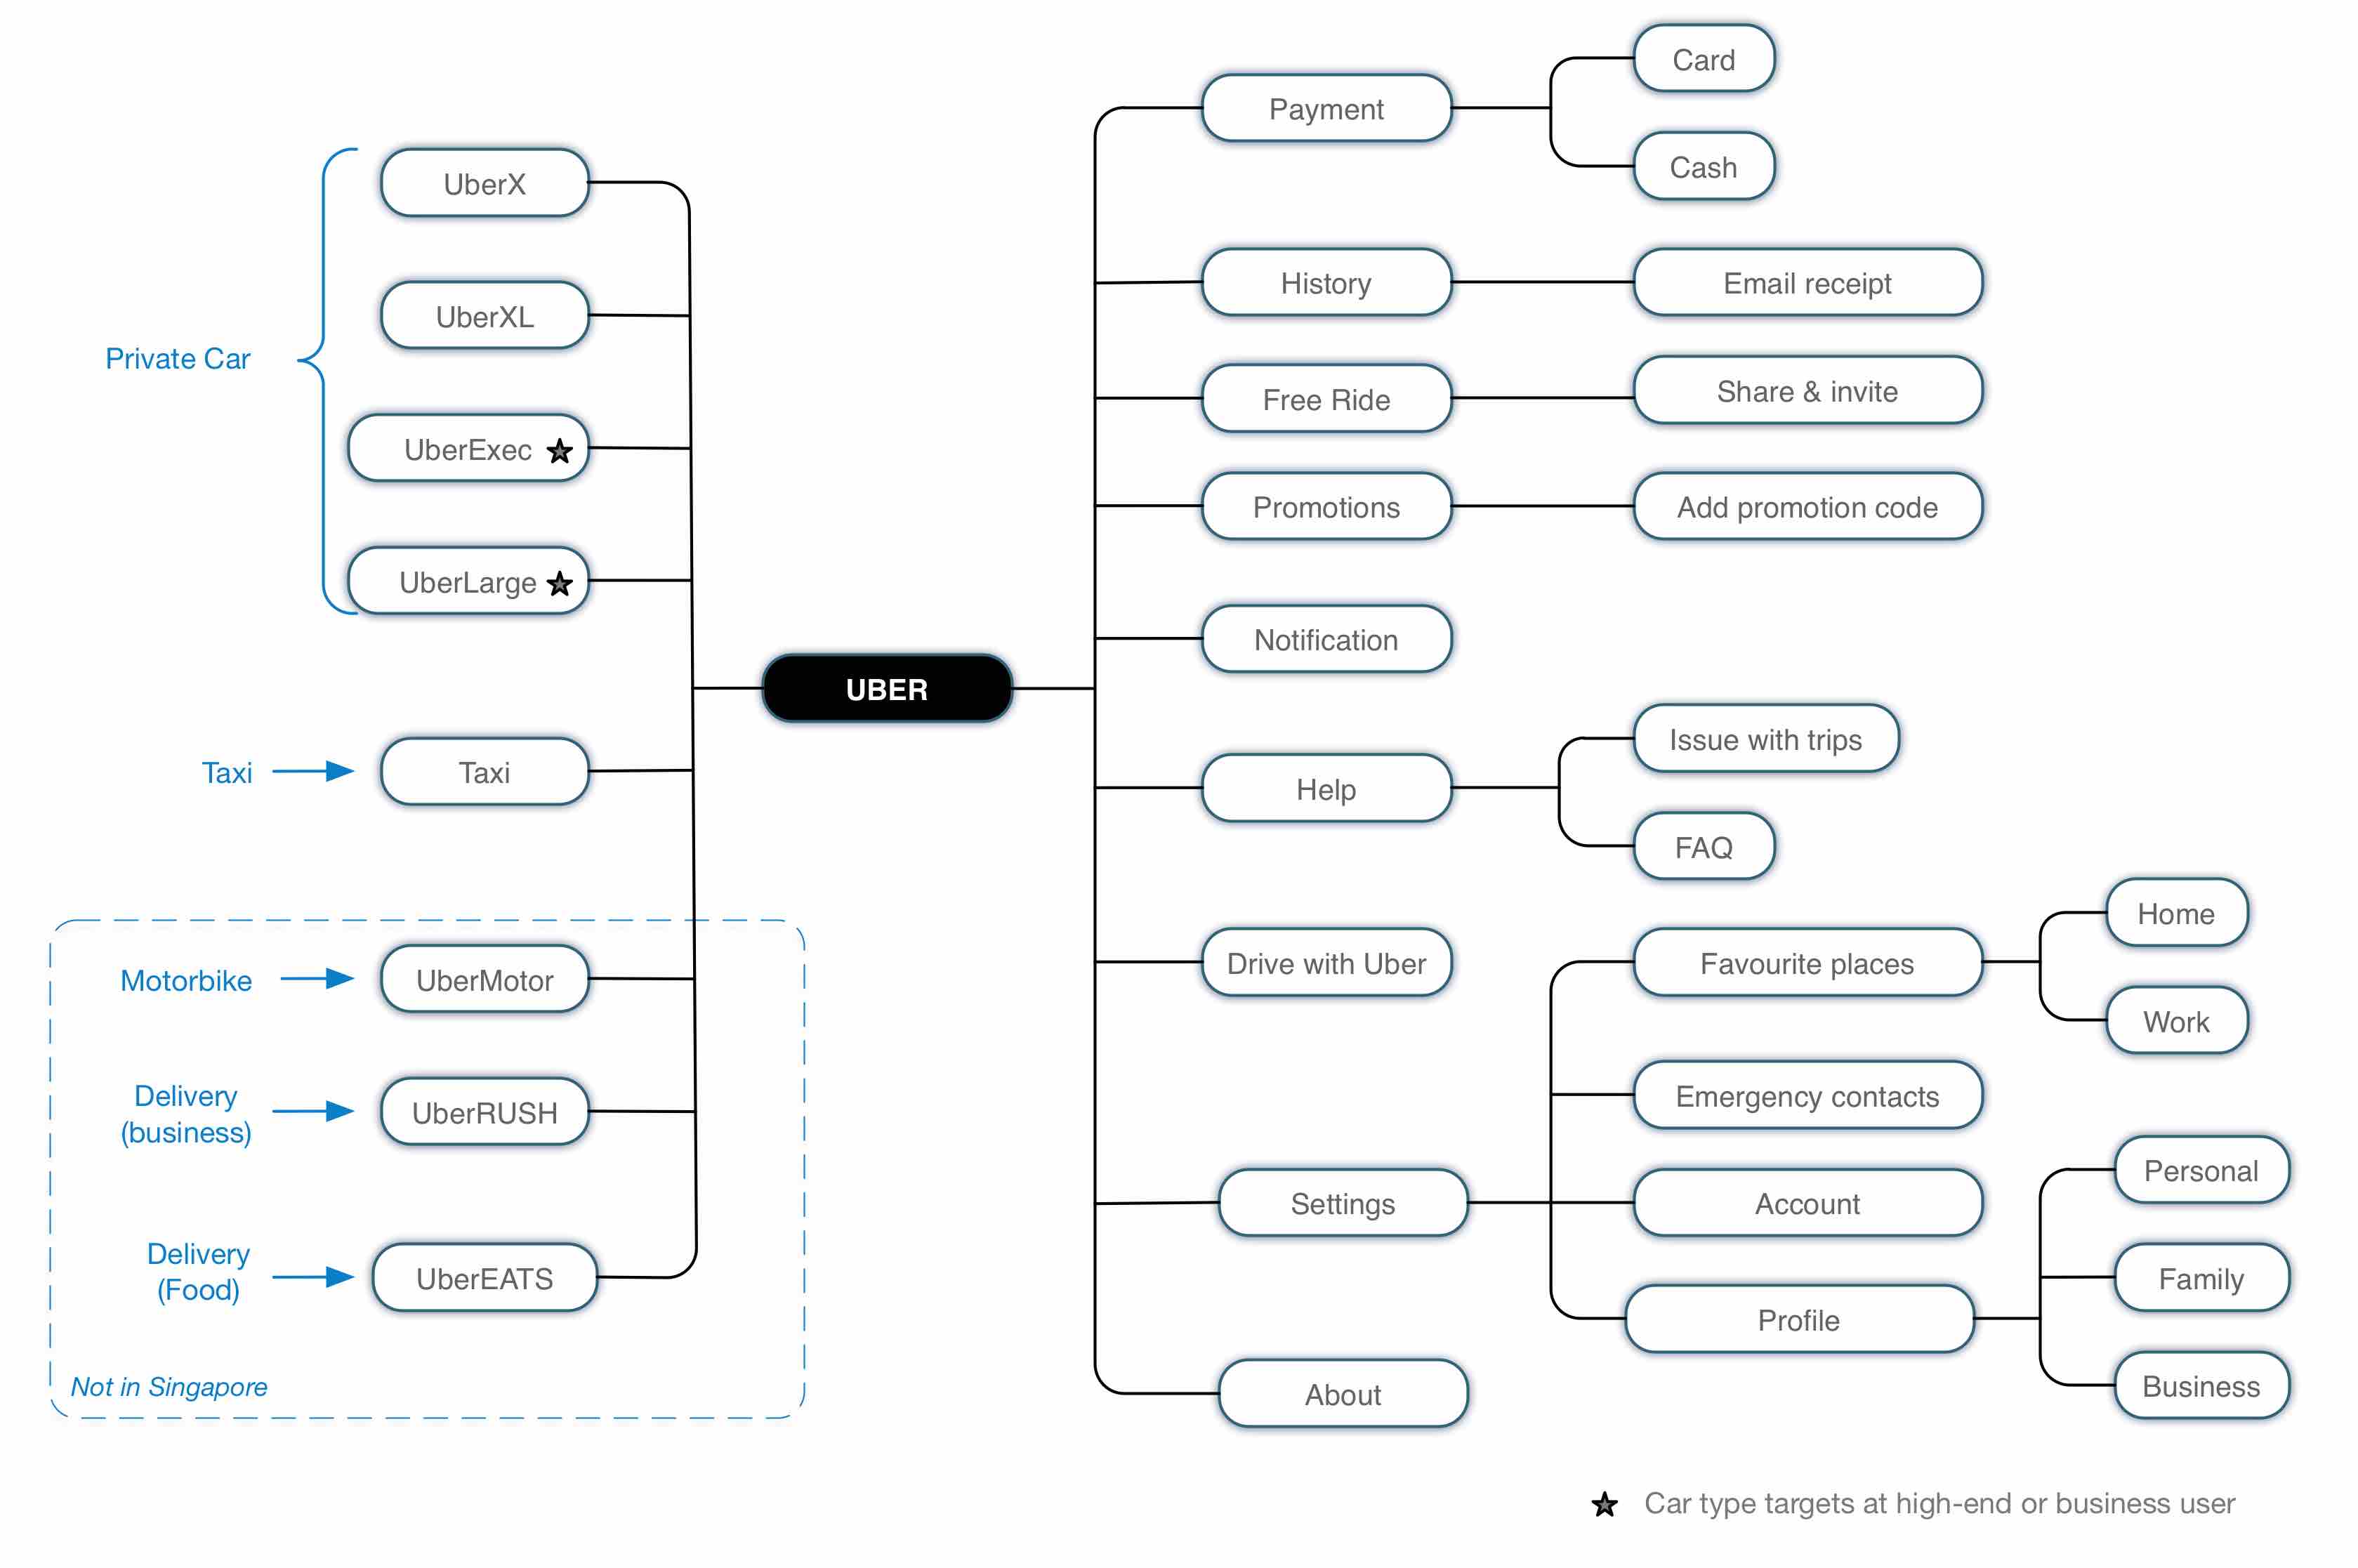 Private Car
UberX
UberXL
UberExec
UberLarge
Taxi
Taxi
Motorbike
UberMotor
Delivery
(business)
UberRUSH
Delivery
(Food)
UberEATS
Not in Singapore
UBER
Payment
Card
Cash
History
Email receipt
Free Ride
Share & invite
Promotions
Add promotion code
Notification
Help
Issue with trips
FAQ
Drive with Uber
Settings
Favourite places
Home
Work
Emergency contacts
Account
Profile
Personal
Family
Business
About
Car type targets at high-end or business user